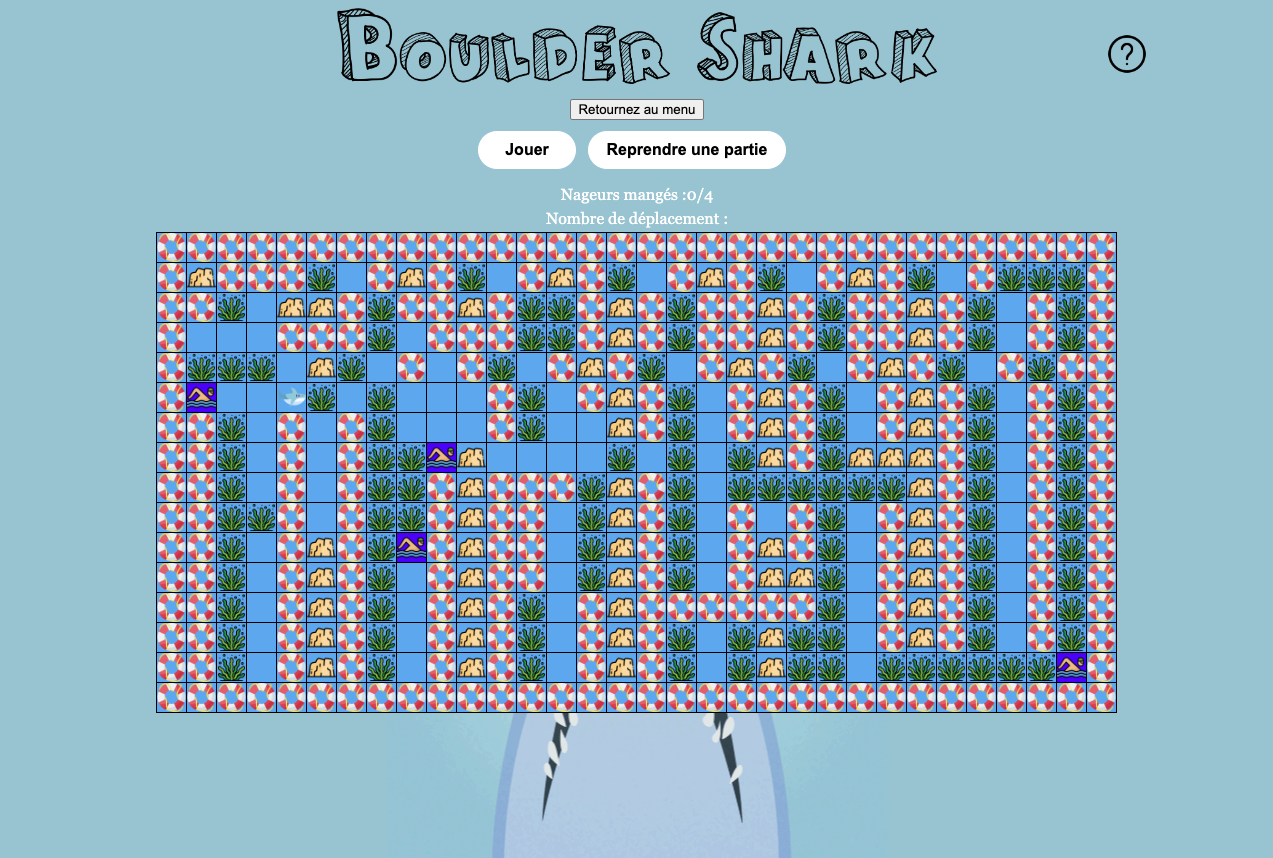 Boulder Shark
?
Retournez au menu
Jouer
Reprendre une partie
Nageurs mangés :0/4
Nombre de déplacement :